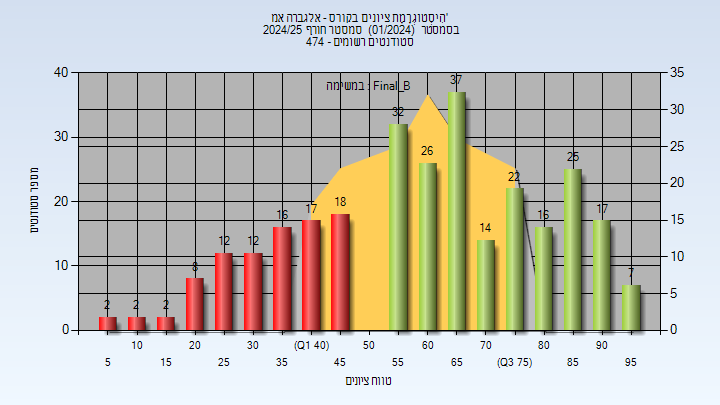 היסטוגרמת ציונים בקורס - אלגברה אמ'
בסמסטר (01/2024) סמסטר חורף 2024/25
סטודנטים רשומים - 474
במשימה : Final_B
מספר סטודנטים
40 30 20 10 0
35 30 25 20 15 10 5 0
2 2 2 8 12 12 16 17 18 32 26 37 14 22 16 25 17 7
10 20 30 (Q1 40) 50 60 70 80 90
5 15 25 35 45 55 65 (Q3 75) 85 95
טווח ציונים